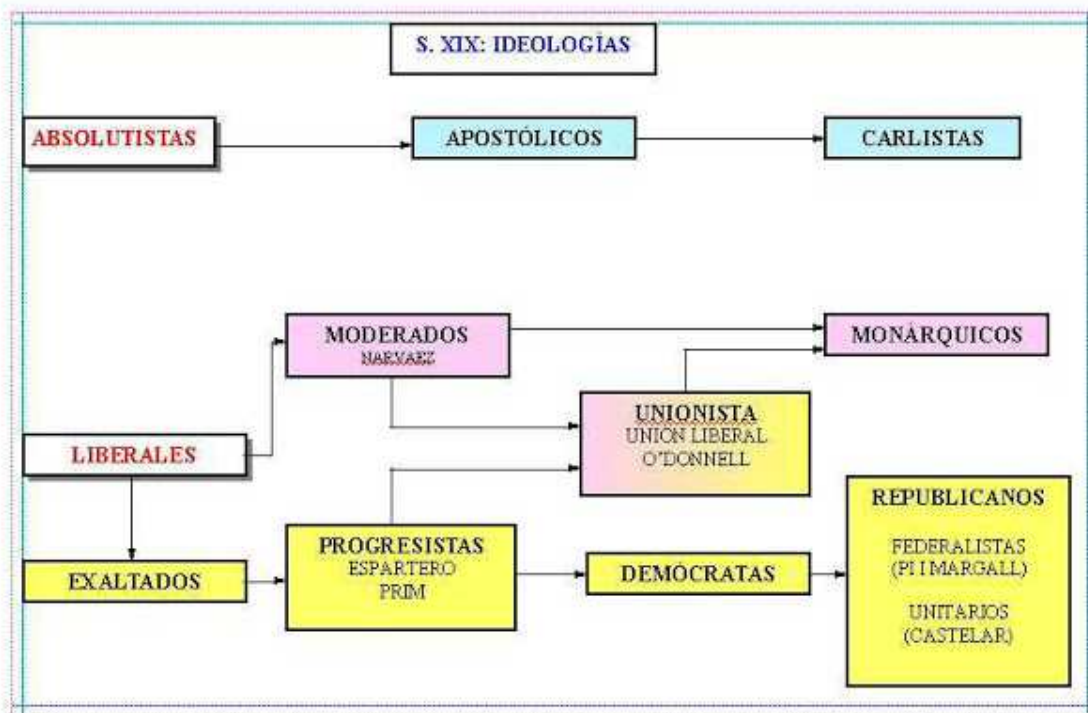 S. XIX: IDEOLOGÍAS
ABSOLUTISTAS
APOSTÓLICOS
CARLISTAS
MODERADOS
NARVAEZ
MONÁRQUICOS
UNIONISTA
UNIÓN LIBERAL
O'DONNELL
LIBERALES
EXALTADOS
PROGRESISTAS
ESPARTERO
PRIM
DEMÓCRATAS
REPUBLICANOS
FEDERALISTAS
(PI I MARGALL)
UNITARIOS
(CASTELAR)